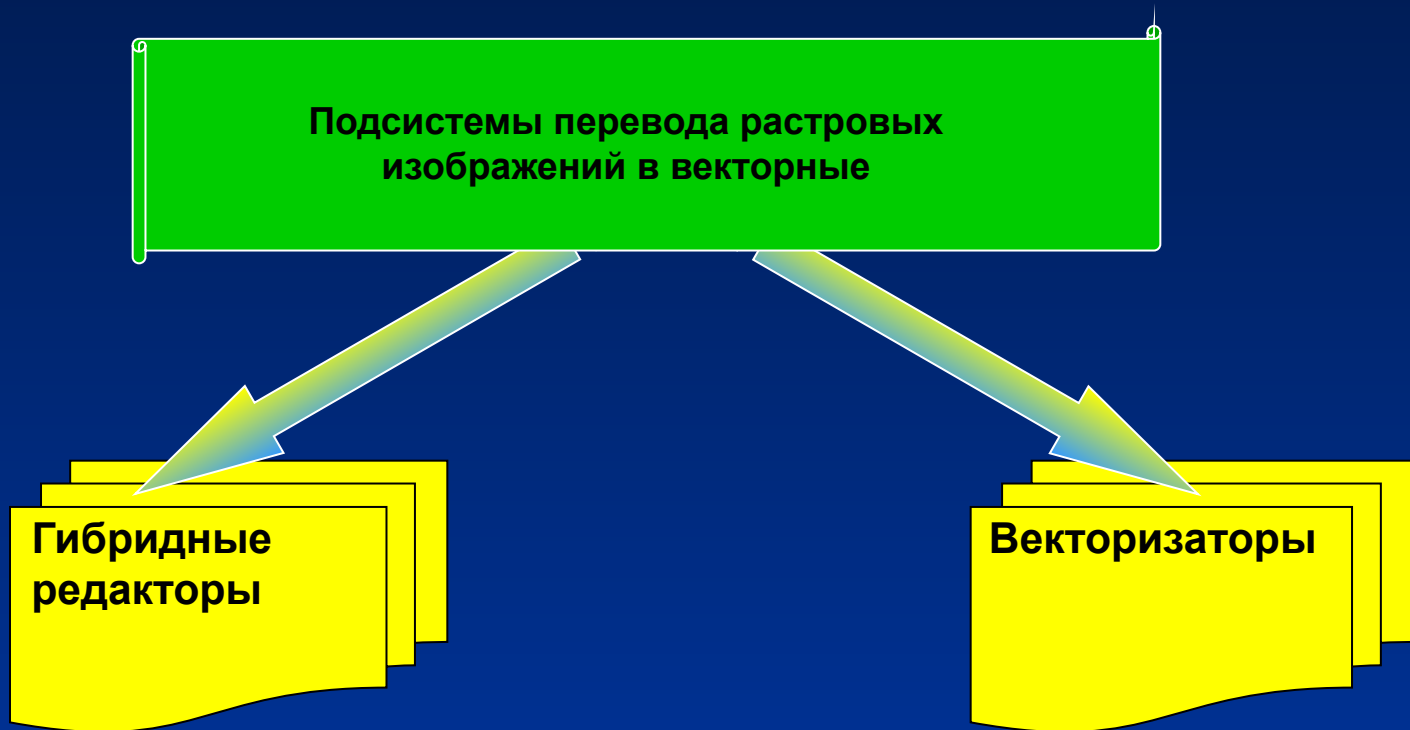 Подсистемы перевода растровых
изображений в векторные
Гибридные
редакторы
Векторизаторы